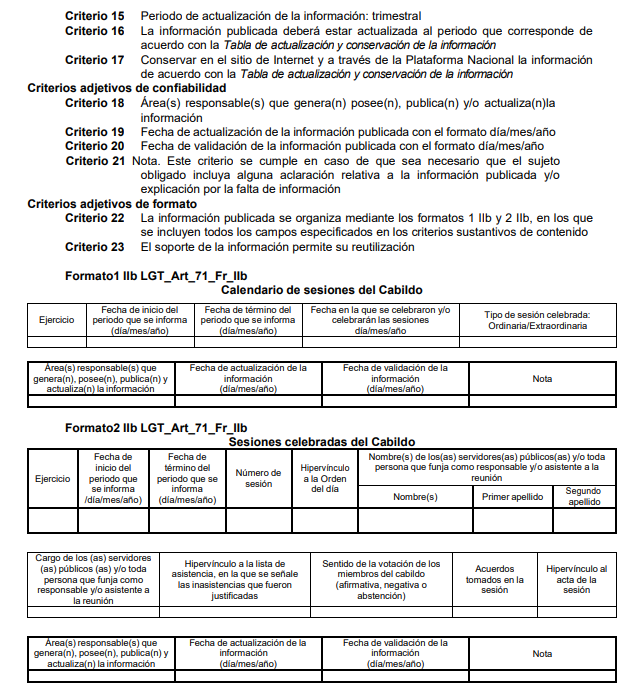 Criterio 15 Periodo de actualización de la información: trimestral
Criterio 16 La información publicada deberá estar actualizada al periodo que corresponde de
acuerdo con la Tabla de actualización y conservación de la información
Criterio 17 Conservar en el sitio de Internet y a través de la Plataforma Nacional la información
de acuerdo con la Tabla de actualización y conservación de la información
Criterios adjetivos de confiabilidad
Criterio 18 Área(s) responsable(s) que genera(n) posee(n), publica(n) y/o actualiza(n)la
información
Criterio 19 Fecha de actualización de la información publicada con el formato día/mes/año
Criterio 20 Fecha de validación de la información publicada con el formato día/mes/año
Criterio 21 Nota. Este criterio se cumple en caso de que sea necesario que el sujeto
obligado incluya alguna aclaración relativa a la información publicada y/o
explicación por la falta de información
Criterios adjetivos de formato
Criterio 22 La información publicada se organiza mediante los formatos 1 IIb y 2 IIb, en los que
se incluyen todos los campos especificados en los criterios sustantivos de contenido
Criterio 23 El soporte de la información permite su reutilización
Formato1 IIb LGT_Art_71_Fr_IIb
Calendario de sesiones del Cabildo
Ejercicio
Fecha de inicio del
periodo que se informa
(día/mes/año)
Fecha de término del
periodo que se informa
(día/mes/año)
Fecha en la que se celebraron y/o
celebrarán las sesiones
día/mes/año
Tipo de sesión celebrada:
Ordinaria/Extraordinaria
Área(s) responsable(s) que
genera(n), posee(n), publica(n) y
actualiza(n) la información
Fecha de actualización de la
información
(día/mes/año)
Fecha de validación de la
información
(día/mes/año)
Nota
Formato2 IIb LGT_Art_71_Fr_IIb
Sesiones celebradas del Cabildo
Ejercicio
Fecha de
inicio del
periodo que
se informa
/día/mes/año)
Fecha de
término del
periodo que se
informa
(día/mes/año)
Número de
sesión
Hipervínculo
a la Orden
del día
Nombre(s) de los(as) servidores(as) públicos(as) y/o toda
persona que funja como responsable y/o asistente a la
reunión
Nombre(s)
Primer apellido
Segundo
apellido
Cargo de los (as) servidores
(as) públicos (as) y/o toda
persona que funja como
responsable y/o asistente a
la reunión
Hipervínculo a la lista de
asistencia, en la que se señale
las inasistencias que fueron
justificadas
Sentido de la votación de los
miembros del cabildo
(afirmativa, negativa o
abstención)
Acuerdos
tomados en la
sesión
Hipervínculo al
acta de la
sesión
Área(s) responsable(s) que
genera(n), posee(n), publica(n) y
actualiza(n) la información
Fecha de actualización de la
información
(día/mes/año)
Fecha de validación de la
información
(día/mes/año)
Nota